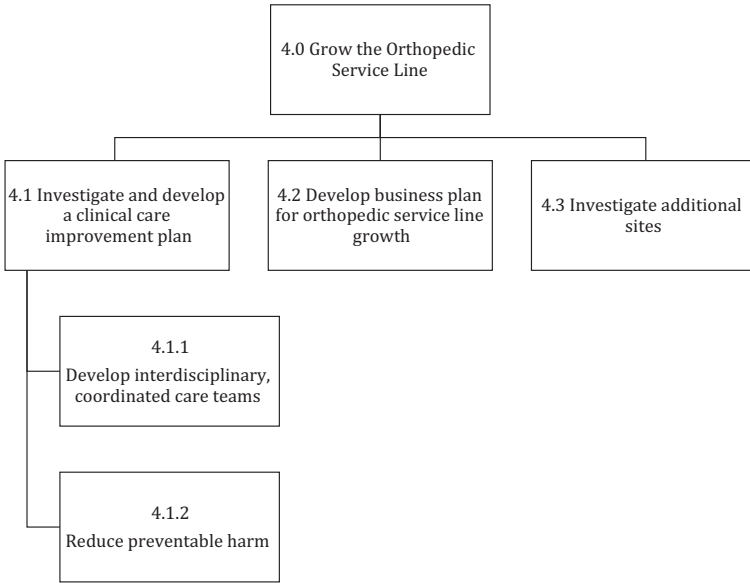 4.0 Grow the Orthopedic
Service Line
4.1 Investigate and develop
a clinical care
improvement plan
4.2 Develop business plan
for orthopedic service line
growth
4.3 Investigate additional
sites
4.1.1
Develop interdisciplinary,
coordinated care teams
4.1.2
Reduce preventable harm